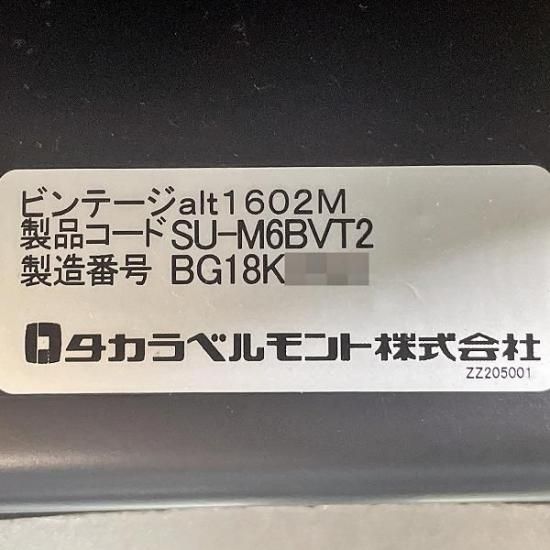 ビンテージalt1602M
製品コードSU-M6BVT2
製造番号 BG18K
タカラベルモント株式会社
ZZ205001